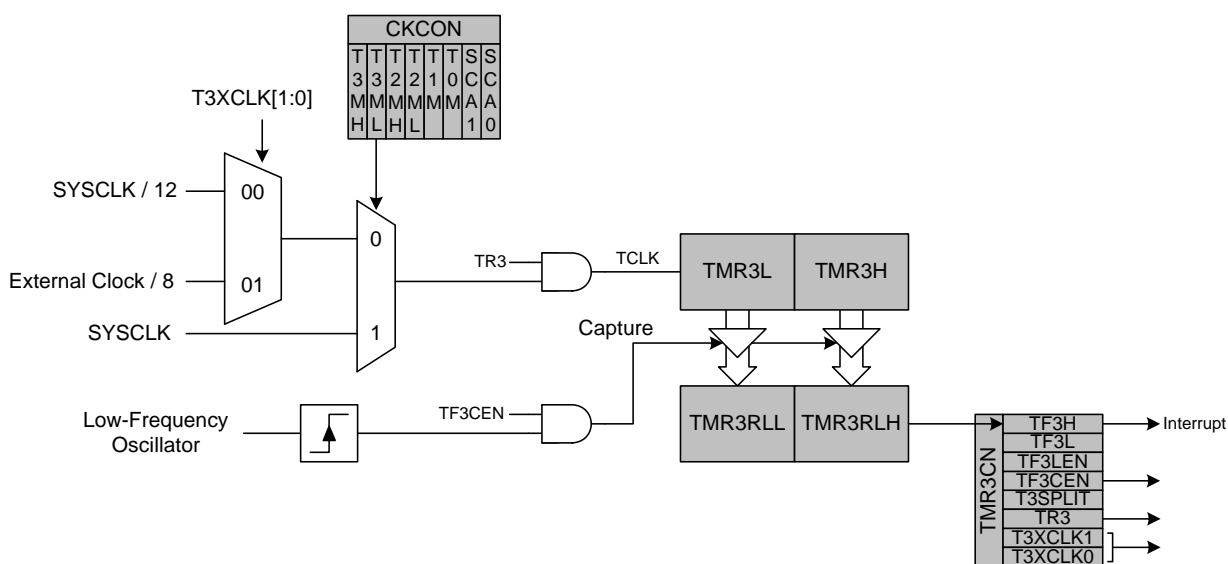 CKCON
T3MH
T3ML
T2MH
T2ML
T1M
T0M
SCA1
SCA0
T3XCLK[1:0]
SYSCLK / 12
00
External Clock / 8
01
SYSCLK
0
1
TR3
TCLK
TMR3L
TMR3H
Capture
Low-Frequency
Oscillator
TF3CEN
TMR3RLL
TMR3RLH
TMR3CN
TF3H
TF3L
TF3LEN
TF3CEN
T3SPLIT
TR3
T3XCLK1
T3XCLK0
Interrupt